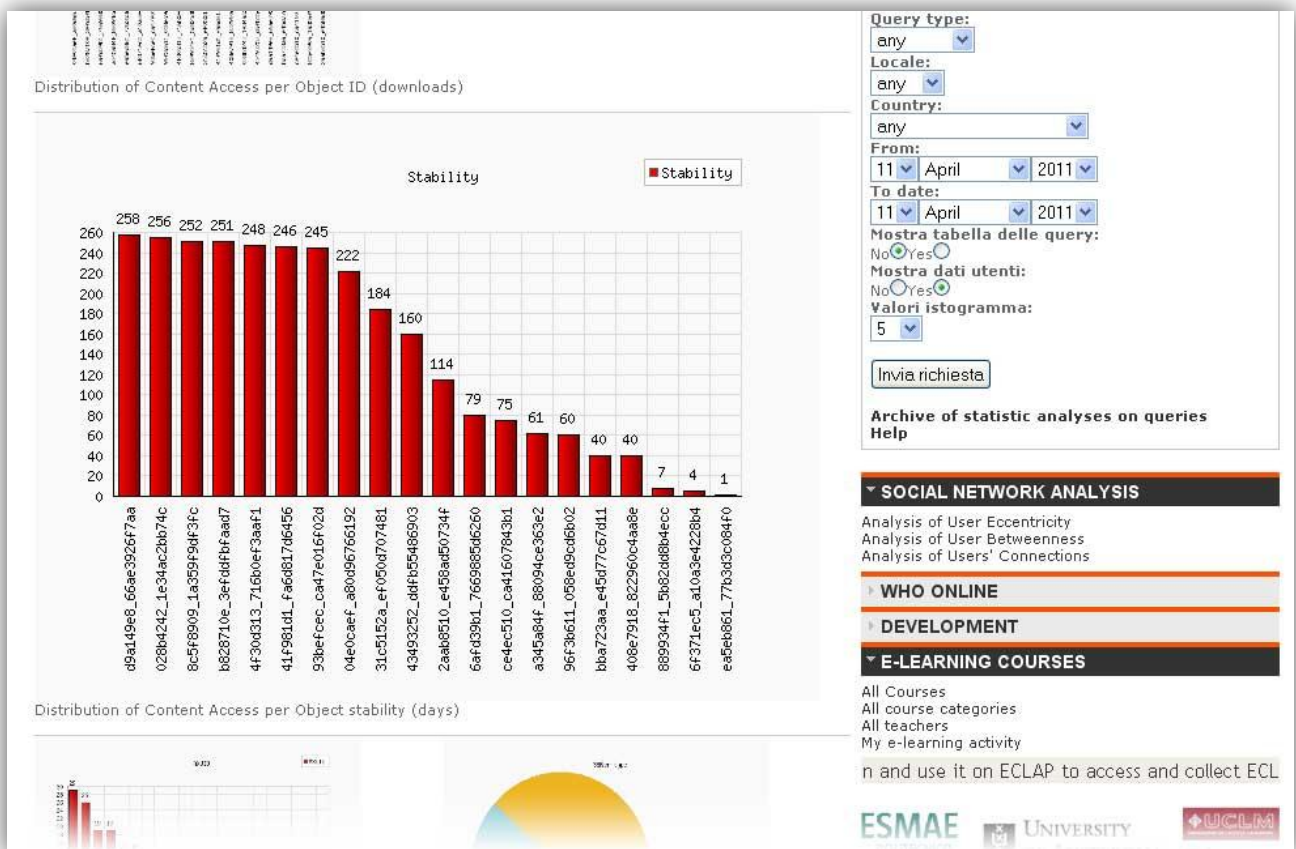 Distribution of Content Access per Object ID (downloads)
Stability
Stability
258 256 252 251 248 246 245 222 184 160 114 79 75 61 60 40 40 7 4 1
260
240
220
200
180
160
140
120
100
80
60
40
20
0
d9a149e8_66ae3926f7aa
028b4242_1e34ac2bb74c
8c5f8909_1a359f9df3fc
b828710e_3efddfbfaad7
4f30d313_716b0ef3aaf1
41f981d1_fa6d817d6456
93befcec_ca47e016f02d
04e0caef_a80d96766192
31c5152a_ef050d707481
43493252_ddfb55486903
2aab8510_e458ad50734f
6afd39b1_7669885d6260
ce4ec510_ca41607843b1
a345a84f_88094ce363e2
96f3b611_058ed9cd6b02
bba723aa_e45d77c67d11
408e7918_822960c4aa8e
889934f1_5b82dd8b4ecc
6f371ec5_a10a3e4228b4
ea5eb861_77b3d3c084f0
Distribution of Content Access per Object stability (days)
Query type:
any
Locale:
any
Country:
any
From:
11 April 2011
To date:
11 April 2011
Mostra tabella delle query:
No Yes
Mostra dati utenti:
No Yes
Valori istogramma:
5
Invia richiesta
Archive of statistic analyses on queries
Help
SOCIAL NETWORK ANALYSIS
Analysis of User Eccentricity
Analysis of User Betweenness
Analysis of Users' Connections
WHO ONLINE
DEVELOPMENT
E-LEARNING COURSES
All Courses
All course categories
All teachers
My e-learning activity
n and use it on ECLAP to access and collect ECL
ESMAE
UNIVERSITY
UCLM